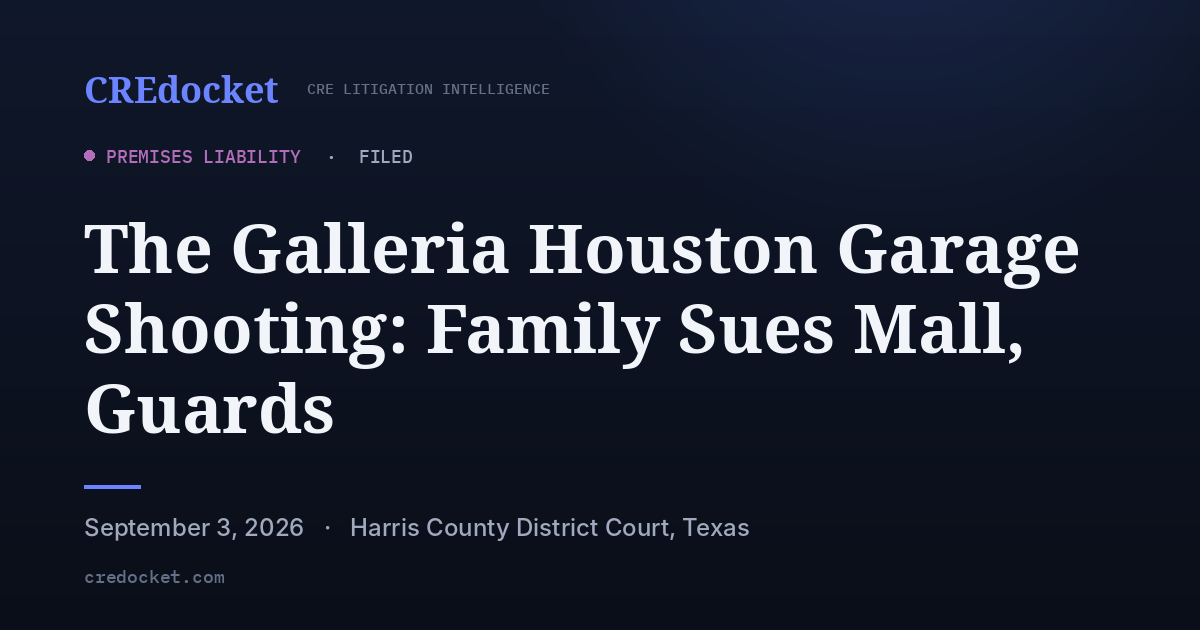 CREdocket CRE LITIGATION INTELLIGENCE
PREMISES LIABILITY · FILED
The Galleria Houston Garage
Shooting: Family Sues Mall,
Guards
September 3, 2026 · Harris County District Court, Texas
credocket.com